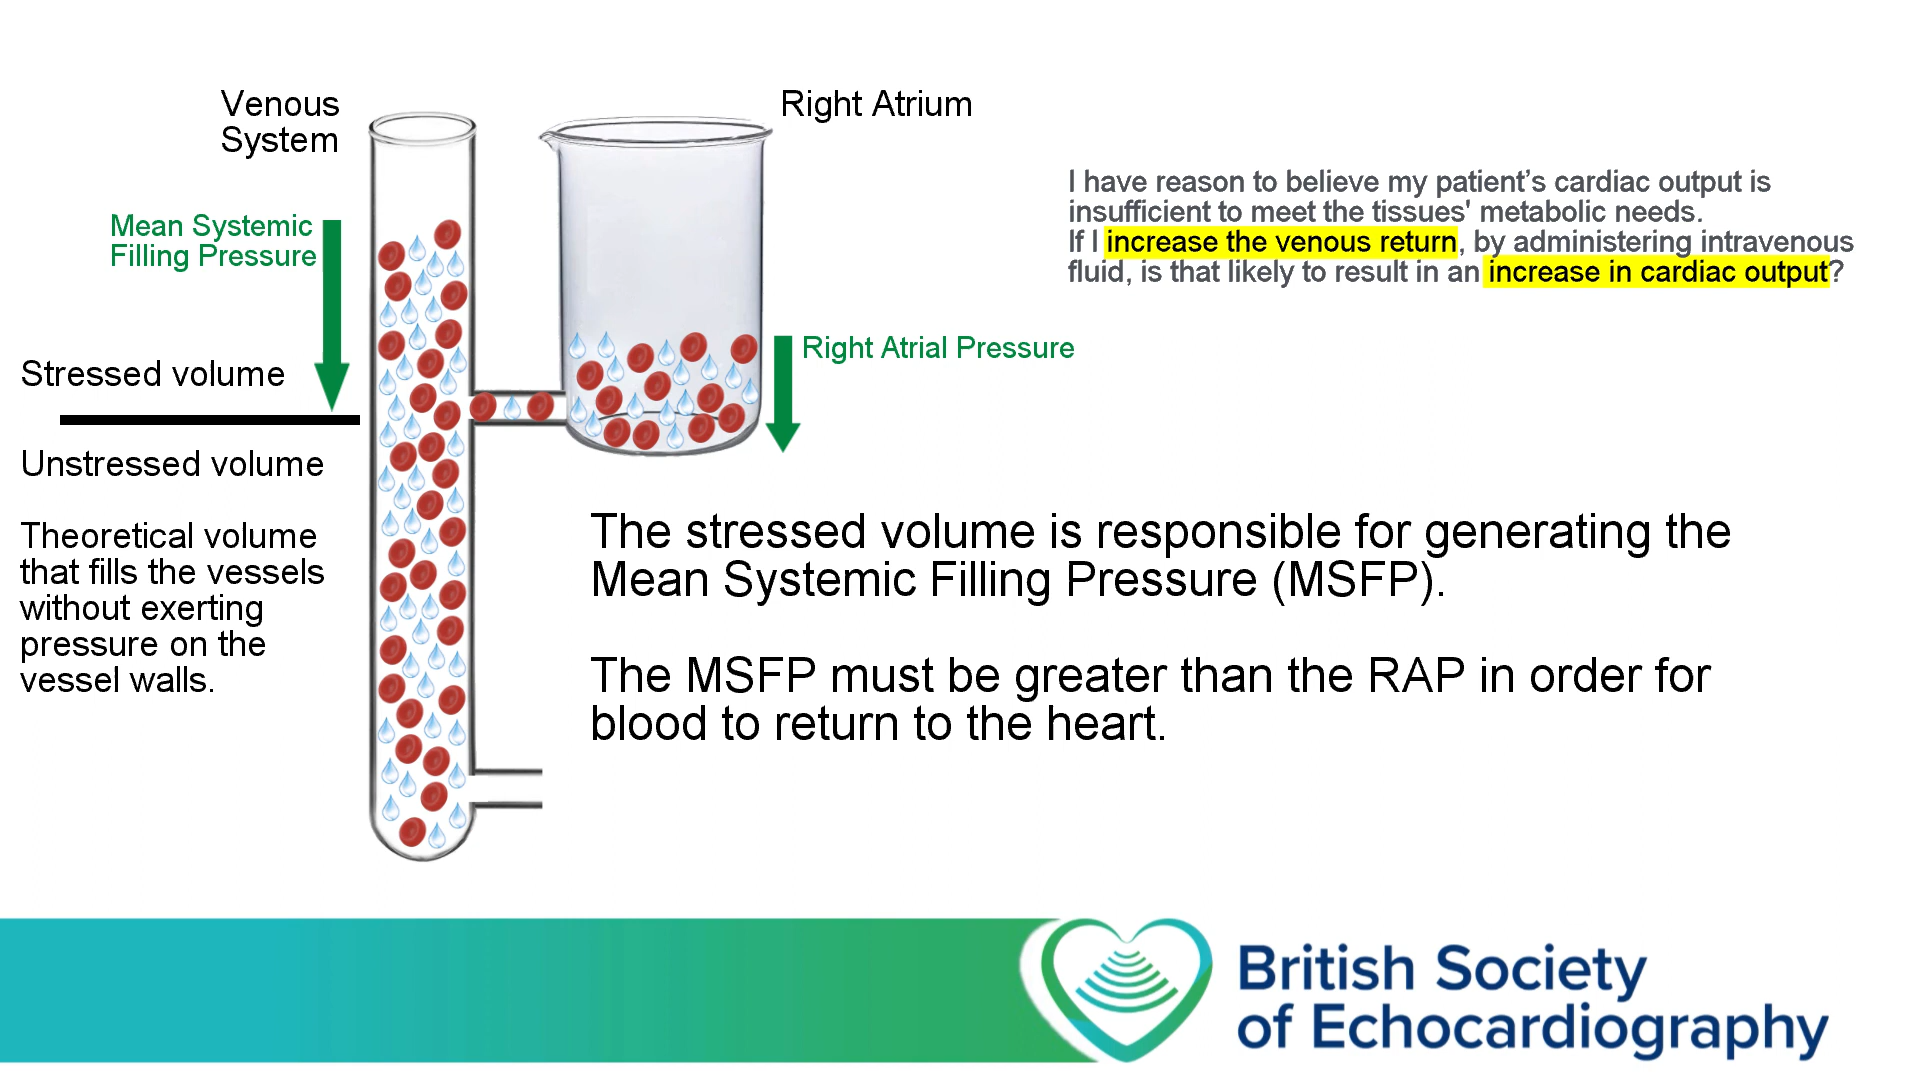 Venous
System
Right Atrium
I have reason to believe my patient’s cardiac output is
insufficient to meet the tissues' metabolic needs.
If I increase the venous return, by administering intravenous
fluid, is that likely to result in an increase in cardiac output?
Mean Systemic
Filling Pressure
Right Atrial Pressure
Stressed volume
Unstressed volume
Theoretical volume
that fills the vessels
without exerting
pressure on the
vessel walls.
The stressed volume is responsible for generating the
Mean Systemic Filling Pressure (MSFP).
The MSFP must be greater than the RAP in order for
blood to return to the heart.
British Society
of Echocardiography